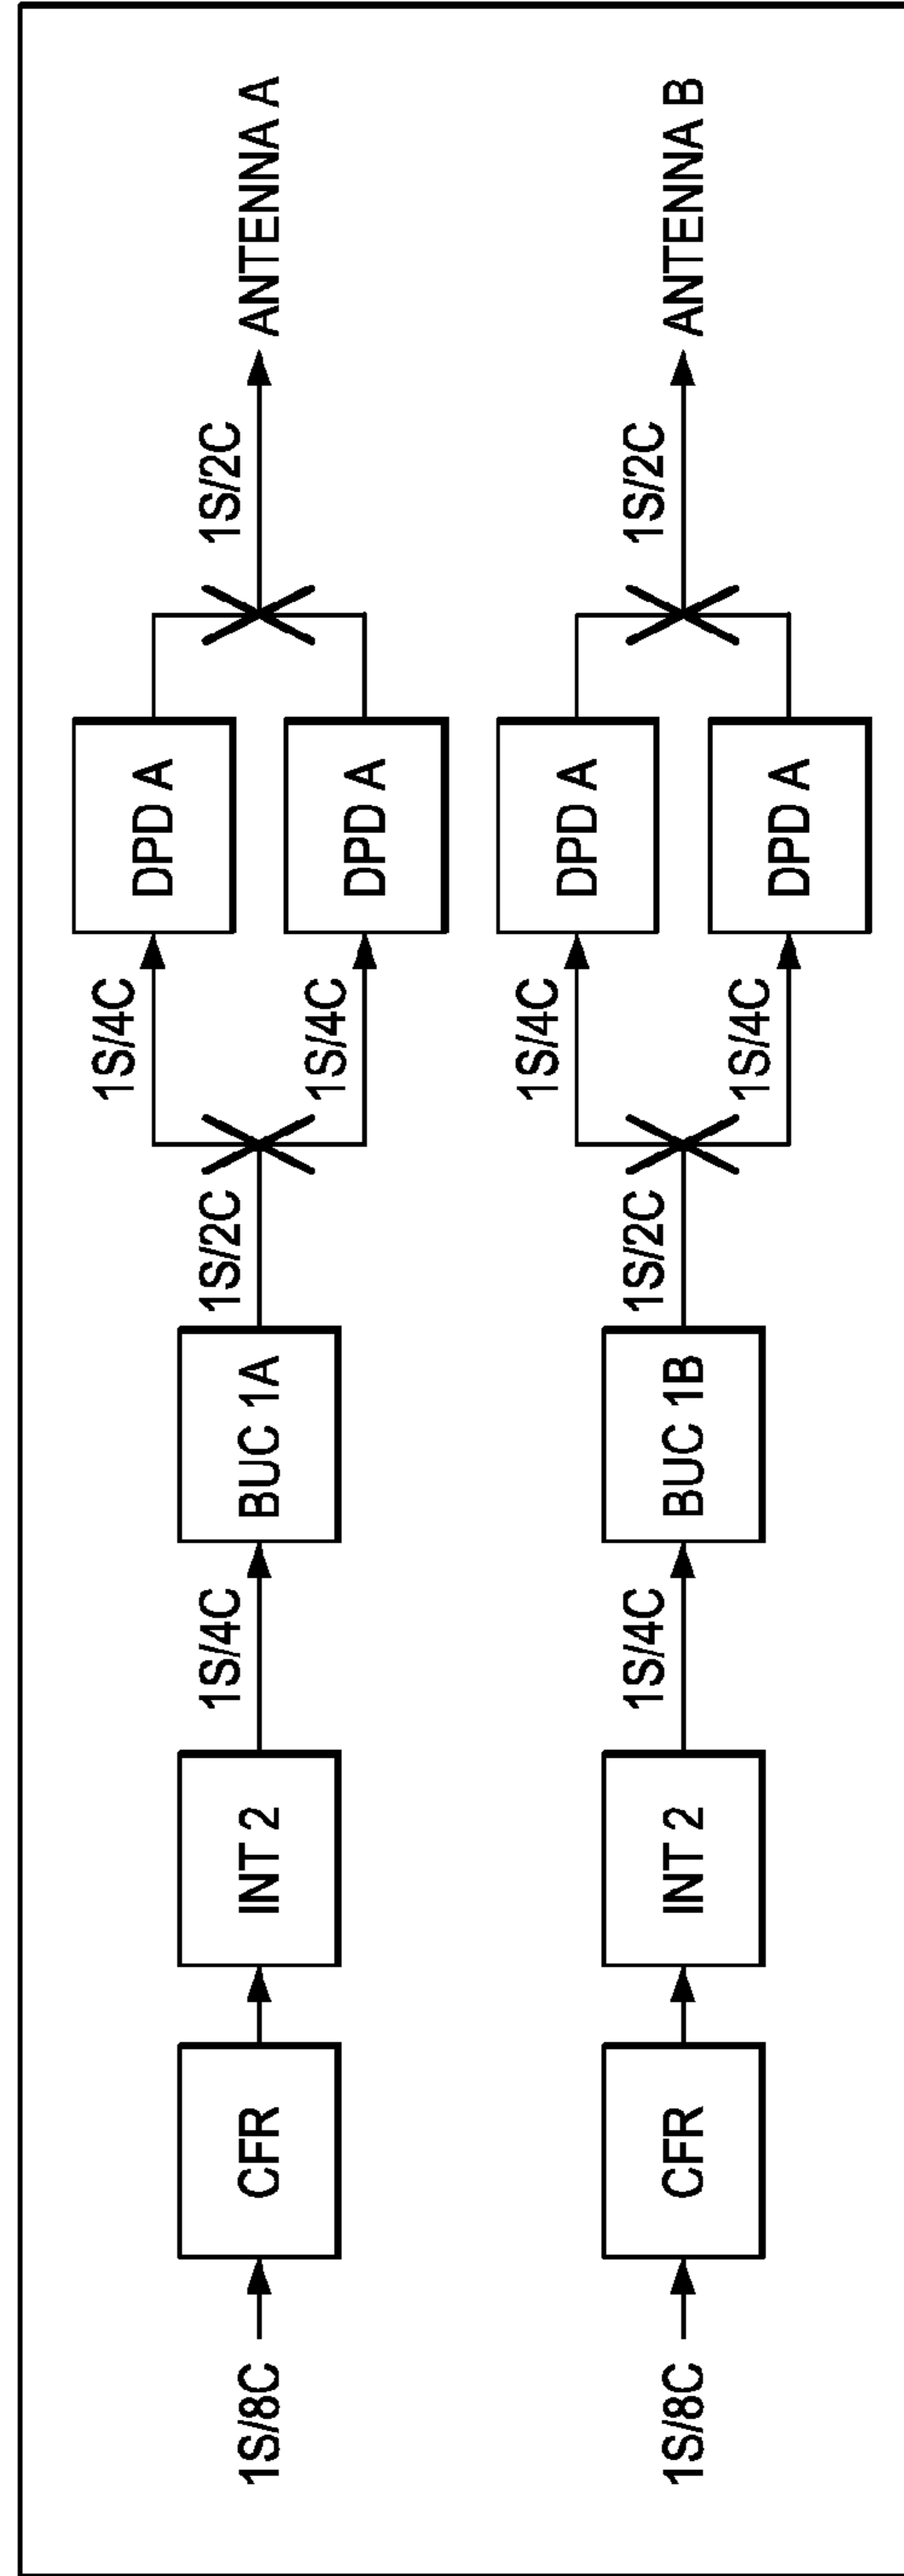 1S/8C
CFR
INT 2
1S/4C
BUC 1A
1S/2C
1S/4C
DPD A
1S/4C
DPD A
1S/2C
ANTENNA A
1S/8C
CFR
INT 2
1S/4C
BUC 1B
1S/2C
1S/4C
DPD A
1S/4C
DPD A
1S/2C
ANTENNA B